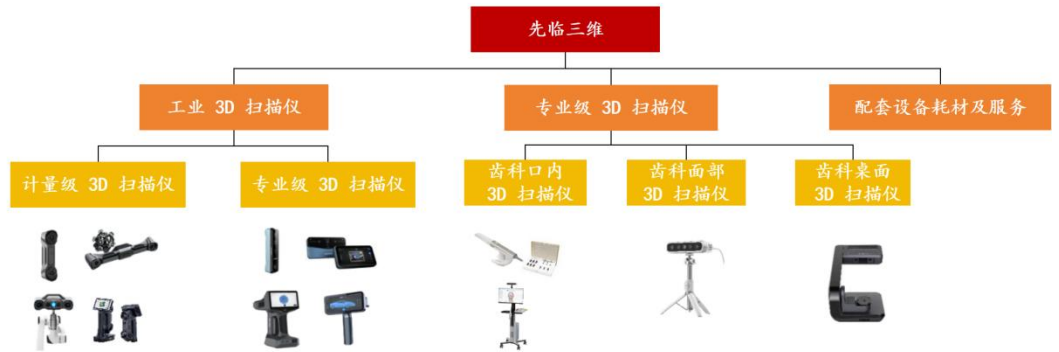 先临三维
工业 3D 扫描仪
专业级 3D 扫描仪
配套设备耗材及服务
计量级 3D 扫描仪
专业级 3D 扫描仪
齿科口内
3D 扫描仪
齿科面部
3D 扫描仪
齿科桌面
3D 扫描仪